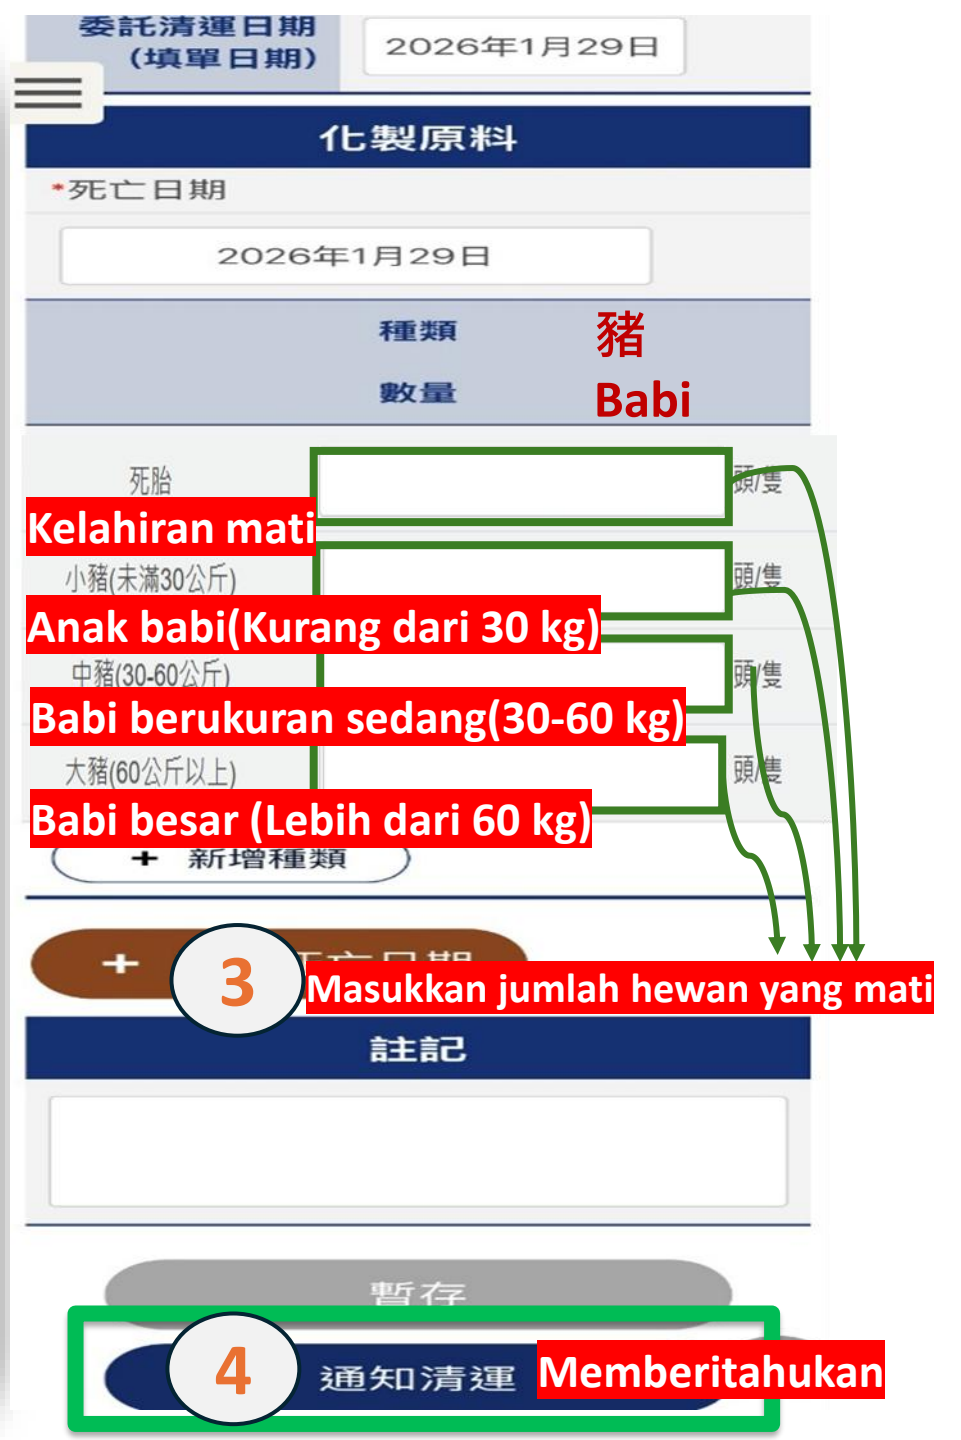 委託清運日期
(填單日期)
2026年1月29日
化製原料
*死亡日期
2026年1月29日
種類
豬
數量
Babi
死胎
頭/隻
Kelahiran mati
小豬(未滿30公斤)
頭/隻
Anak babi(Kurang dari 30 kg)
中豬(30-60公斤)
頭/隻
Babi berukuran sedang(30-60 kg)
大豬(60公斤以上)
頭/隻
Babi besar (Lebih dari 60 kg)
+ 新增種類
+ 死亡日期
3
Masukkan jumlah hewan yang mati
註記
暫存
4
通知清運
Memberitahukan